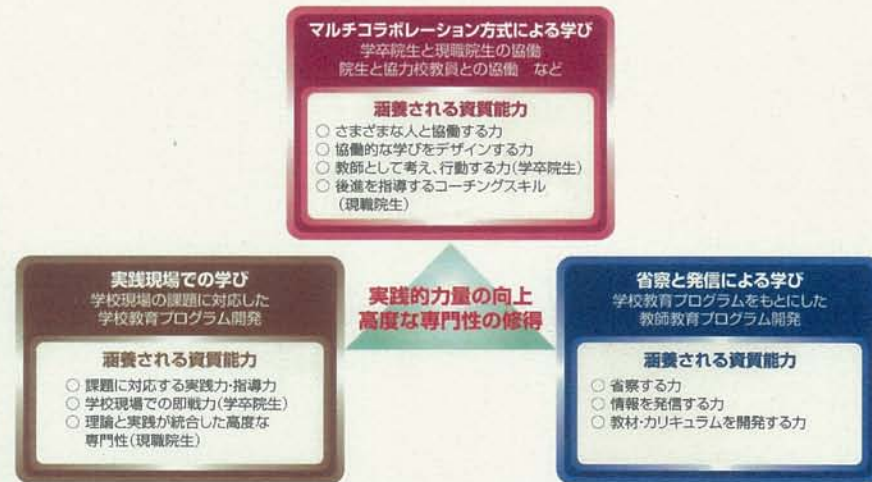 マルチコラボレーション方式による学び
学卒院生と現職院生の協働
院生と協力校教員との協働　など
涵養される資質能力
○ さまざまな人と協働する力
○ 協働的な学びをデザインする力
○ 教師として考え、行動する力(学卒院生)
○ 後進を指導するコーチングスキル
(現職院生)
実践現場での学び
学校現場の課題に対応した
学校教育プログラム開発
涵養される資質能力
○ 課題に対応する実践力・指導力
○ 学校現場での即戦力(学卒院生)
○ 理論と実践が統合した高度な
専門性(現職院生)
実践的力量の向上
高度な専門性の修得
省察と発信による学び
学校教育プログラムをもとにした
教師教育プログラム開発
涵養される資質能力
○ 省察する力
○ 情報を発信する力
○ 教材・カリキュラムを開発する力